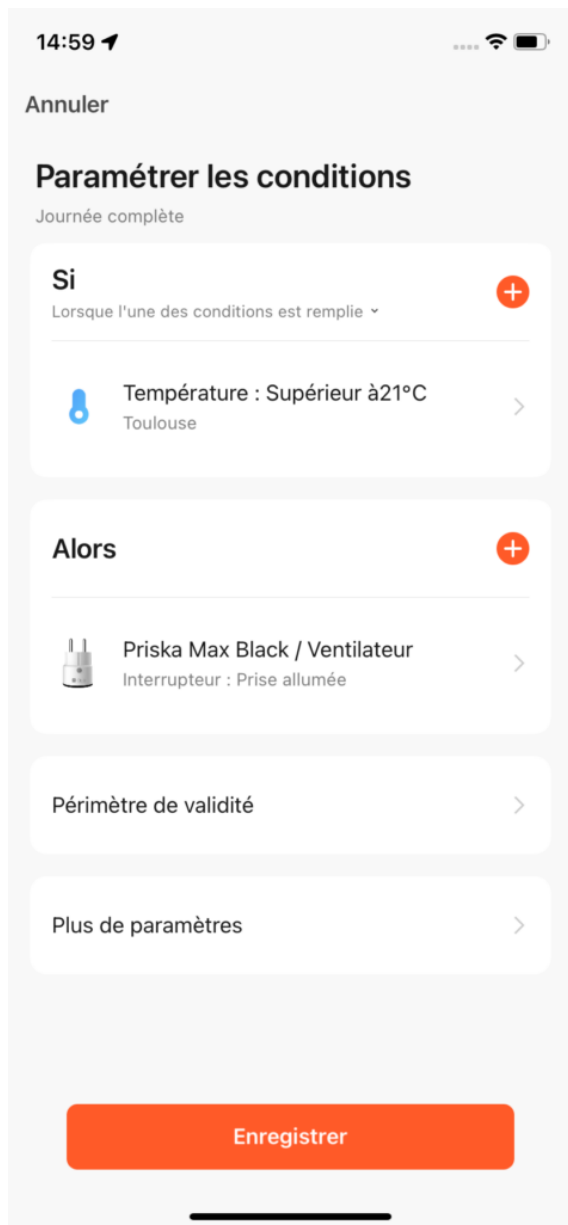 14:59
Annuler
Paramétrer les conditions
Journée complète
Si
Lorsque l'une des conditions est remplie
Température : Supérieur à21°C
Toulouse
Alors
Priska Max Black / Ventilateur
Interrupteur : Prise allumée
Périmètre de validité
Plus de paramètres
Enregistrer